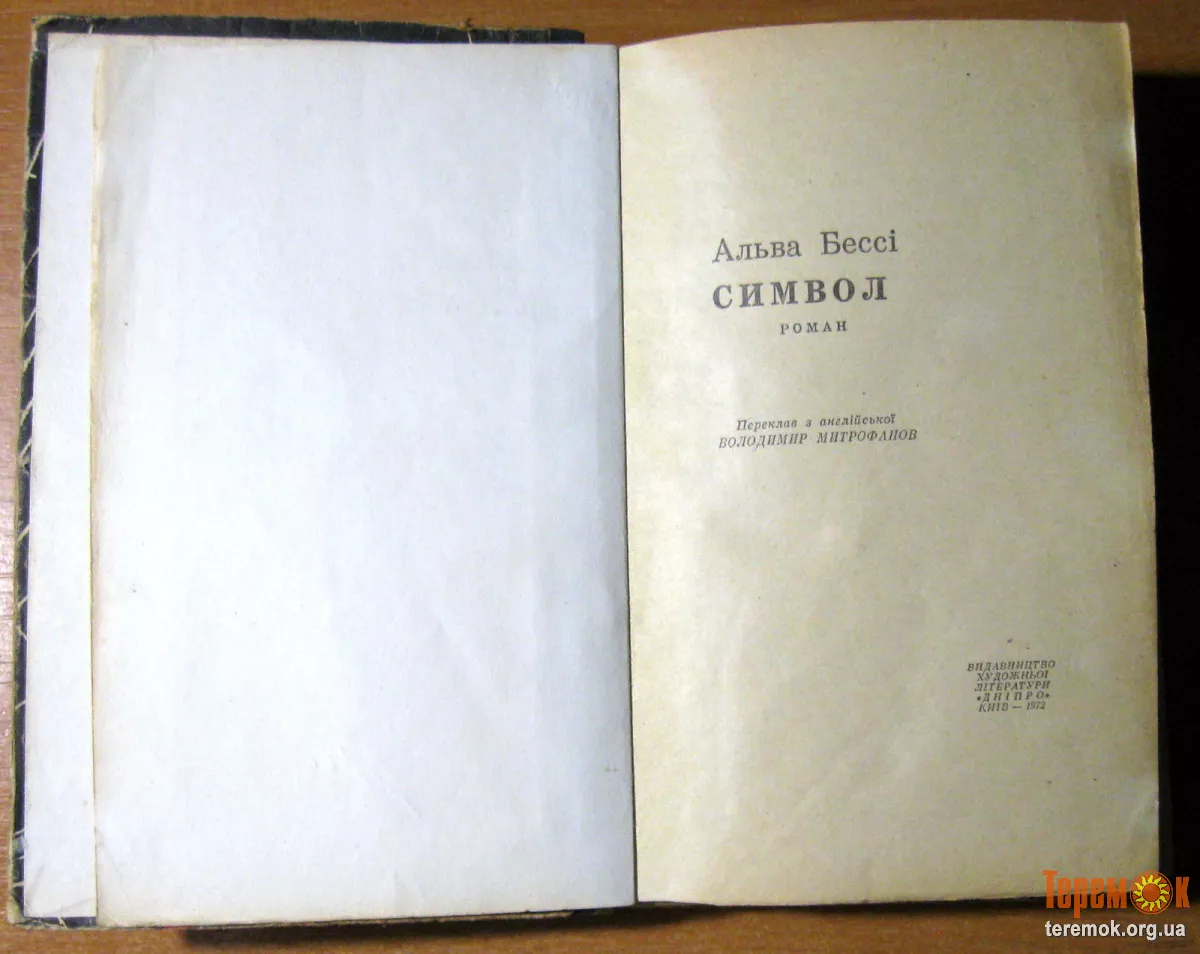 Альва Бессі
СИМВОЛ
РОМАН
Переклав з англійської
ВОЛОДИМИР МИТРОФАНОВ
ВИДАВНИЦТВО
ХУДОЖНЬОЇ
ЛІТЕРАТУРИ
«ДНІПРО»
КИЇВ — 1972
Теремок
teremok.org.ua